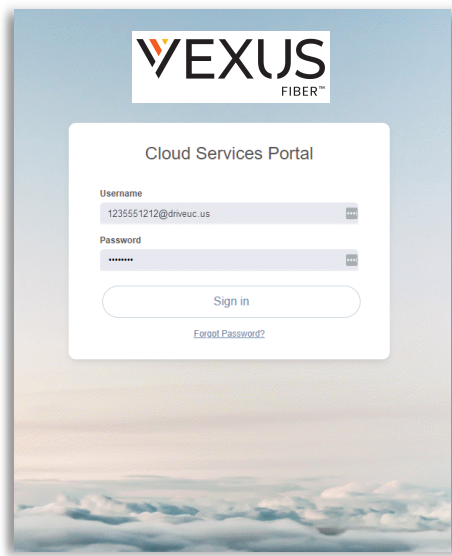 VEXUS
FIBER™
Cloud Services Portal
Username
1235551212@driveuc.us
Password
••••••••
Sign in
Forgot Password?